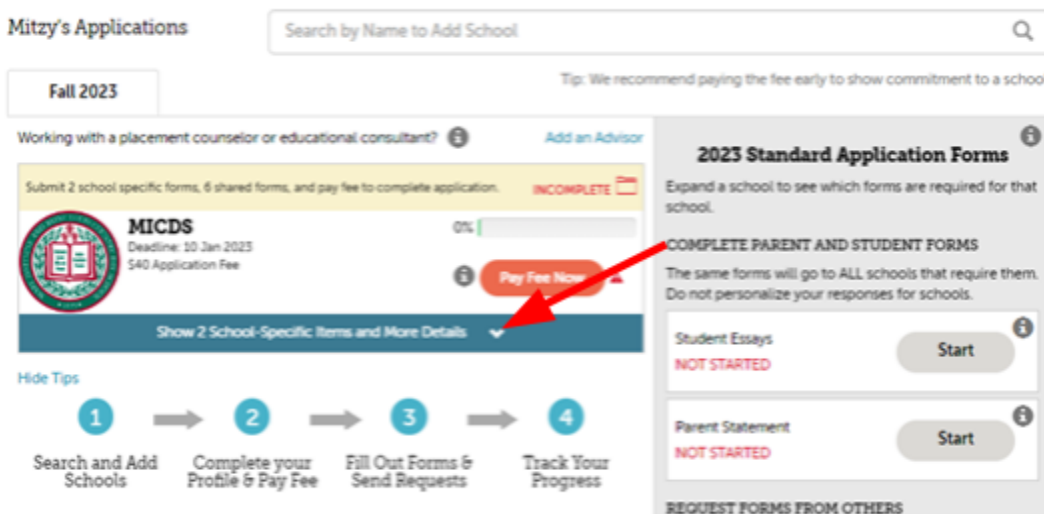 Mitzy's Applications
Search by Name to Add School
Fall 2023
Tip: We recommend paying the fee early to show commitment to a school
Working with a placement counselor or educational consultant?
Add an Advisor
Submit 2 school specific forms, 6 shared forms, and pay fee to complete application.
INCOMPLETE
MICDS
Deadline: 10 Jan 2023
$40 Application Fee
0%
Pay Fee Now
Show 2 School-Specific Items and More Details
Hide Tips
1
2
3
4
Search and Add
Schools
Complete your
Profile & Pay Fee
Fill Out Forms &
Send Requests
Track Your
Progress
2023 Standard Application Forms
Expand a school to see which forms are required for that
school.
COMPLETE PARENT AND STUDENT FORMS
The same forms will go to ALL schools that require them.
Do not personalize your responses for schools.
Student Essays
NOT STARTED
Start
Parent Statement
NOT STARTED
Start
REQUEST FORMS FROM OTHERS